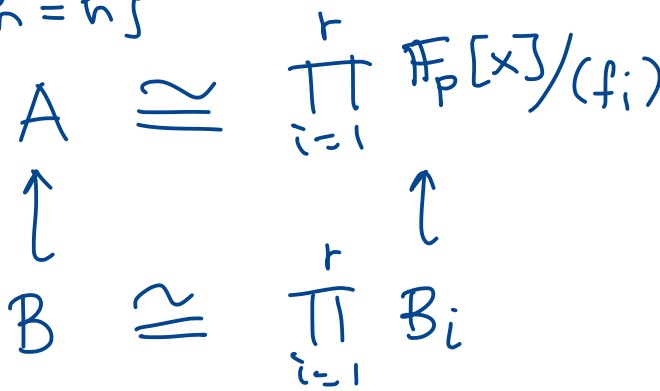 n = h}
A ≅ ∏_{i=1}^{r} 𝔽_p[x]/(f_i)
↑ ↑
B ≅ ∏_{i=1}^{r} B_i